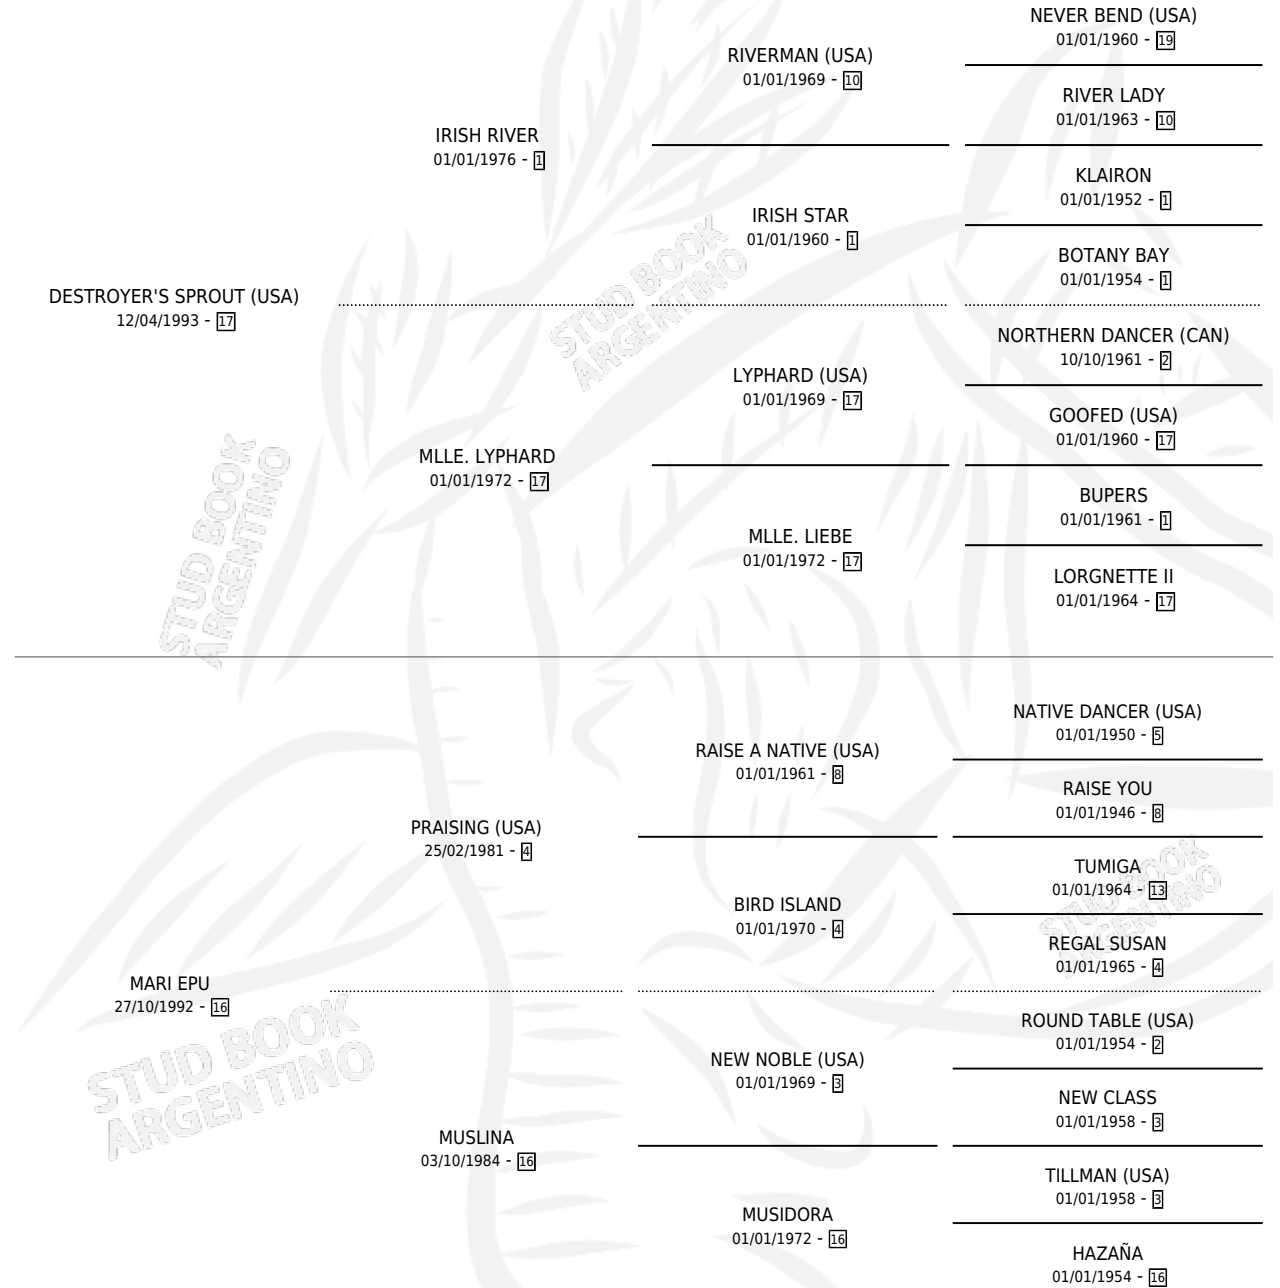 NEVER BEND (USA)
01/01/1960 - 19
RIVERMAN (USA)
01/01/1969 - 10
RIVER LADY
01/01/1963 - 10
IRISH RIVER
01/01/1976 - 1
KLAIRON
01/01/1952 - 1
IRISH STAR
01/01/1960 - 1
BOTANY BAY
01/01/1954 - 1
DESTROYER'S SPROUT (USA)
12/04/1993 - 17
NORTHERN DANCER (CAN)
10/10/1961 - 2
LYPHARD (USA)
01/01/1969 - 17
GOOFED (USA)
01/01/1960 - 17
MLLE. LYPHARD
01/01/1972 - 17
BUPERS
01/01/1961 - 1
MLLE. LIEBE
01/01/1972 - 17
LORGNETTE II
01/01/1964 - 17
NATIVE DANCER (USA)
01/01/1950 - 5
RAISE A NATIVE (USA)
01/01/1961 - 8
RAISE YOU
01/01/1946 - 8
PRAISING (USA)
25/02/1981 - 4
TUMIGA
01/01/1964 - 13
BIRD ISLAND
01/01/1970 - 4
REGAL SUSAN
01/01/1965 - 4
MARI EPU
27/10/1992 - 16
ROUND TABLE (USA)
01/01/1954 - 2
NEW NOBLE (USA)
01/01/1969 - 3
NEW CLASS
01/01/1958 - 3
MUSLINA
03/10/1984 - 16
TILLMAN (USA)
01/01/1958 - 3
MUSIDORA
01/01/1972 - 16
HAZAÑA
01/01/1954 - 16
STUD BOOK
ARGENTINO
STUD BOOK
ARGENTINO
STUD BOOK
ARGENTINO
STUD BOOK
ARGENTINO